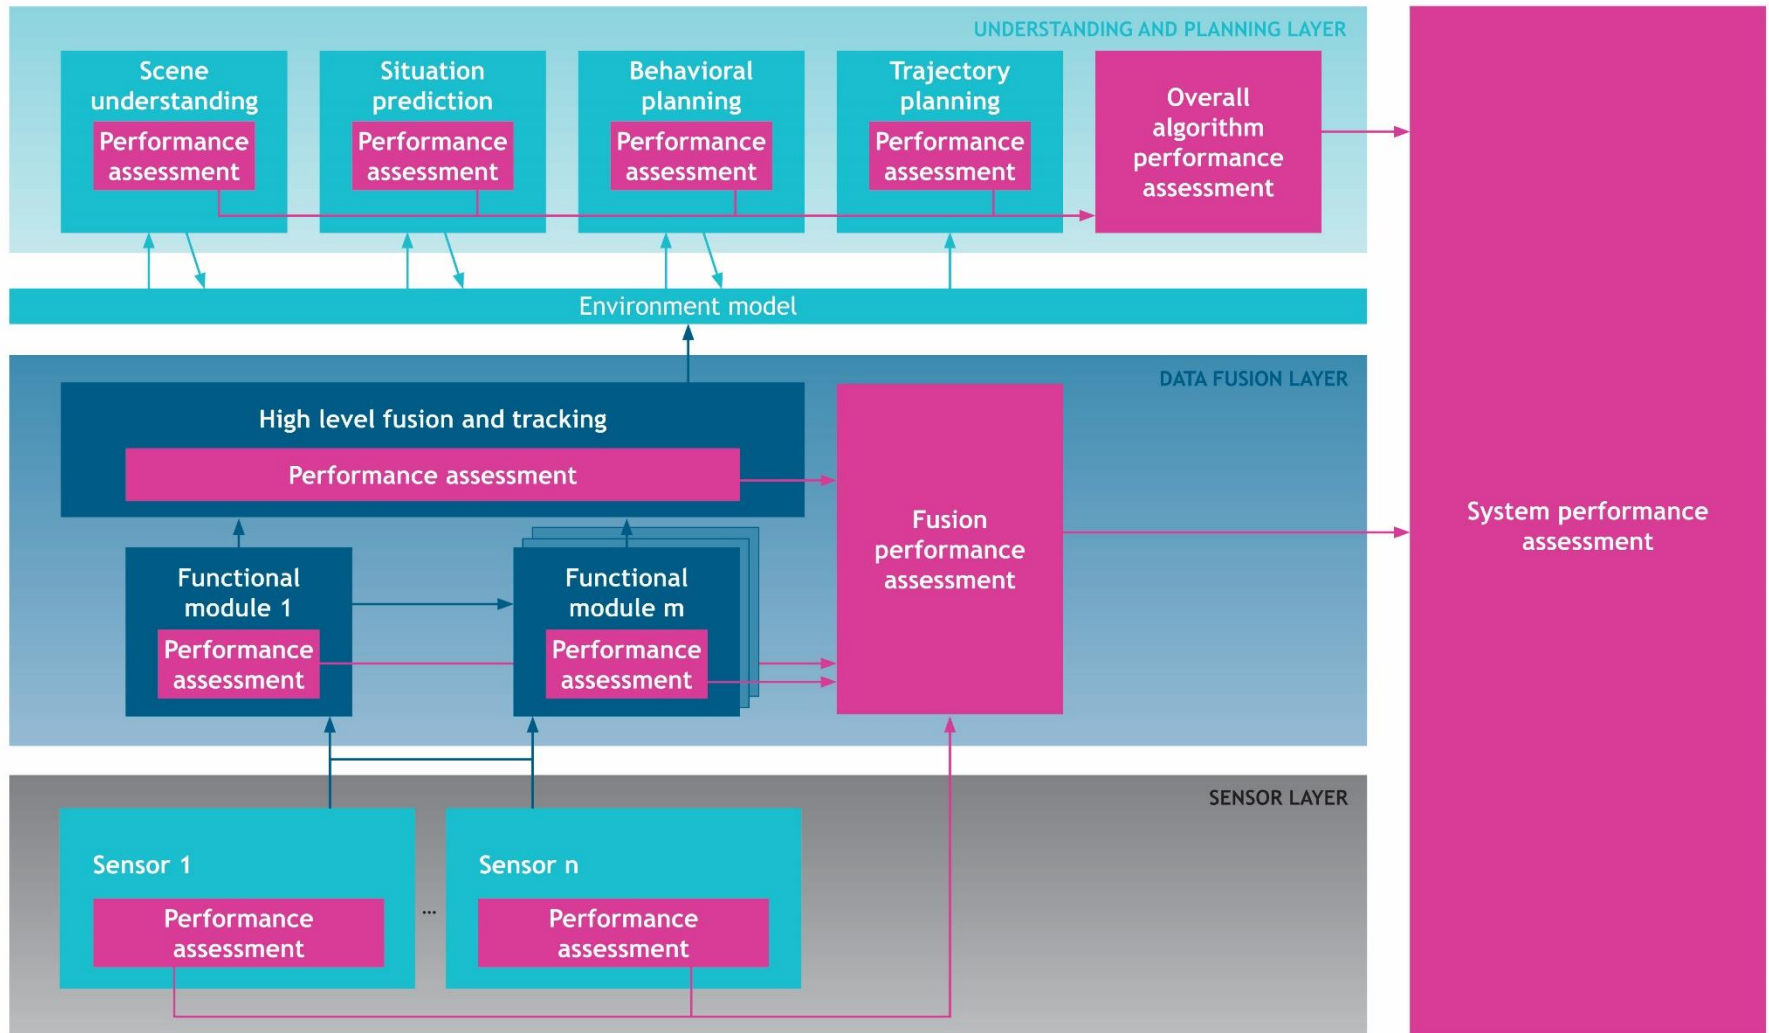 UNDERSTANDING AND PLANNING LAYER
Scene
understanding
Performance
assessment
Situation
prediction
Performance
assessment
Behavioral
planning
Performance
assessment
Trajectory
planning
Performance
assessment
Overall
algorithm
performance
assessment
Environment model
DATA FUSION LAYER
High level fusion and tracking
Performance assessment
Functional
module 1
Performance
assessment
Functional
module m
Performance
assessment
Fusion
performance
assessment
System performance
assessment
SENSOR LAYER
Sensor 1
Performance
assessment
...
Sensor n
Performance
assessment